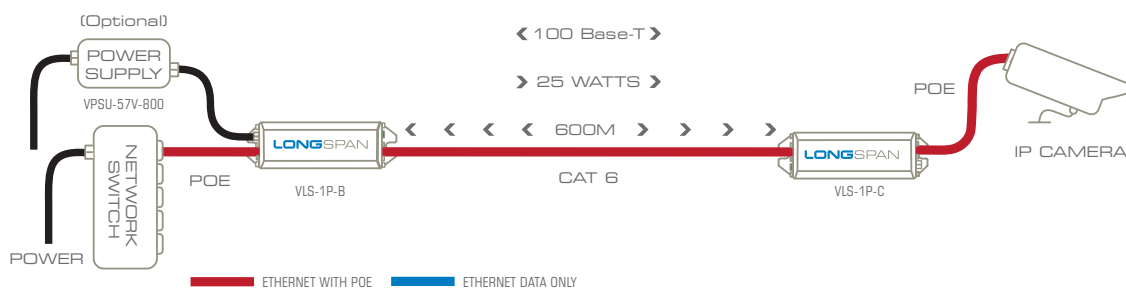 (Optional)
POWER
SUPPLY
VPSU-57V-800
NETWORK
SWITCH
POWER
POE
LONGSPAN
VLS-1P-B
100 Base-T
25 WATTS
600M
CAT 6
LONGSPAN
VLS-1P-C
POE
IP CAMERA
ETHERNET WITH POE
ETHERNET DATA ONLY